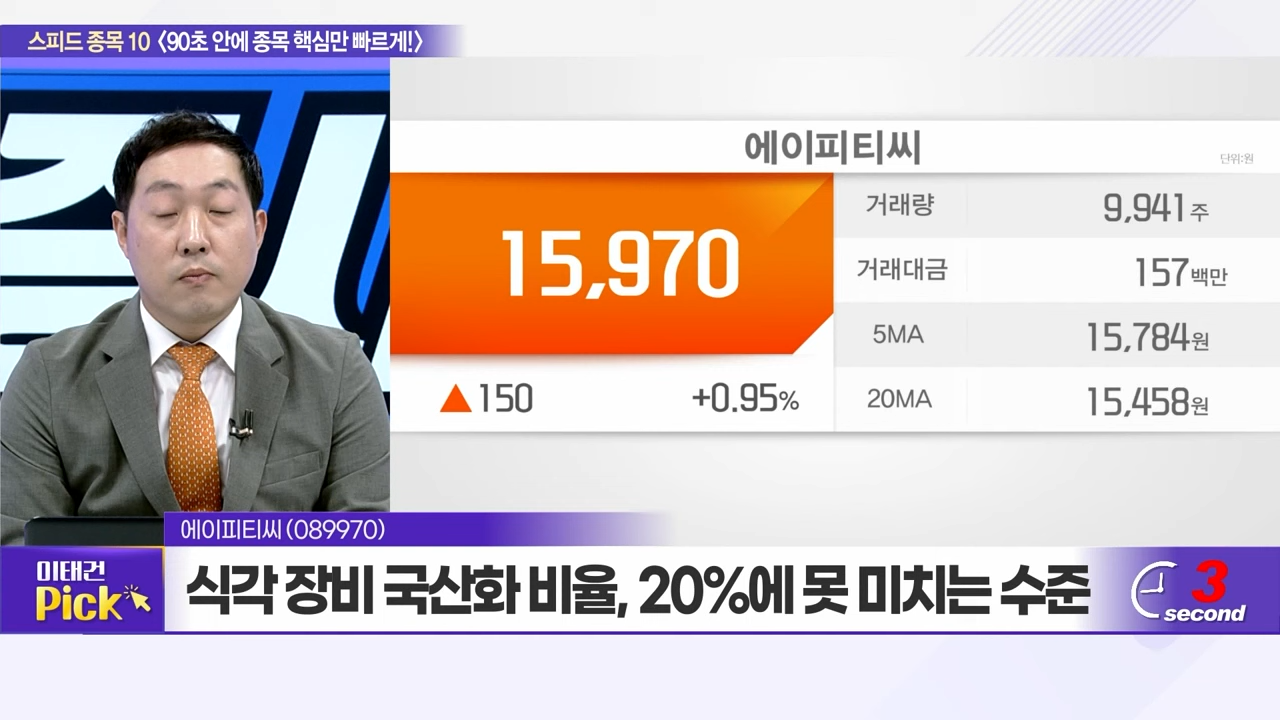 스피드 종목 10 〈90초 안에 종목 핵심만 빠르게!〉
에이피티씨
단위:원
15,970
▲150 +0.95%
거래량 9,941주
거래대금 157백만
5MA 15,784원
20MA 15,458원
에이피티씨(089970)
이태건
Pick
식각 장비 국산화 비율, 20%에 못 미치는 수준
3
second